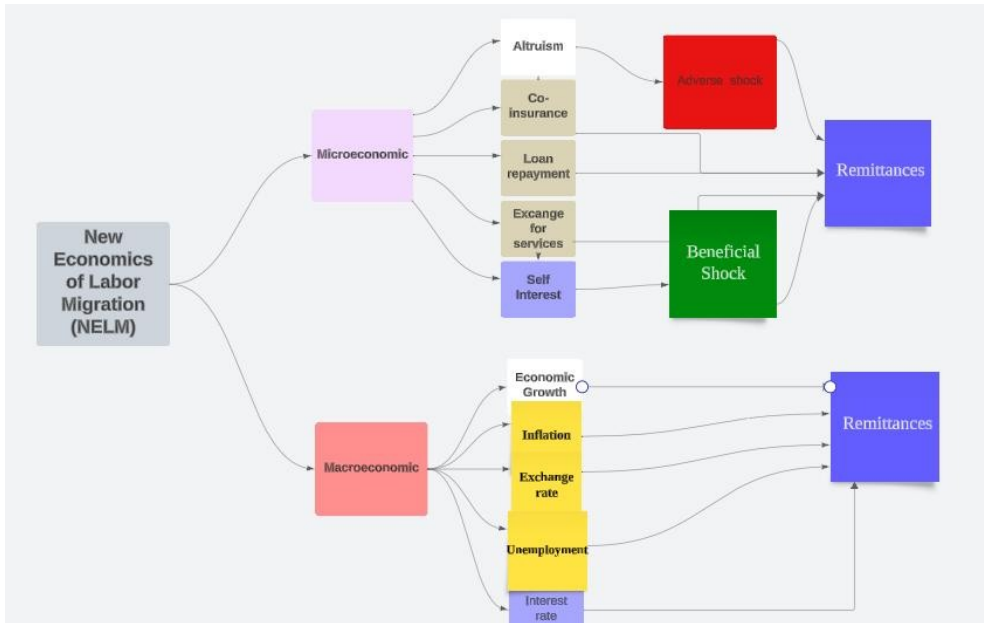 New
Economics
of Labor
Migration
(NELM)
Microeconomic
Altruism
Co-
insurance
Loan
repayment
Excange for
services
Self
Interest
Adverse shock
Beneficial
Shock
Remittances
Macroeconomic
Economic
Growth
Inflation
Exchange
rate
Unemployment
Interest
rate
Remittances